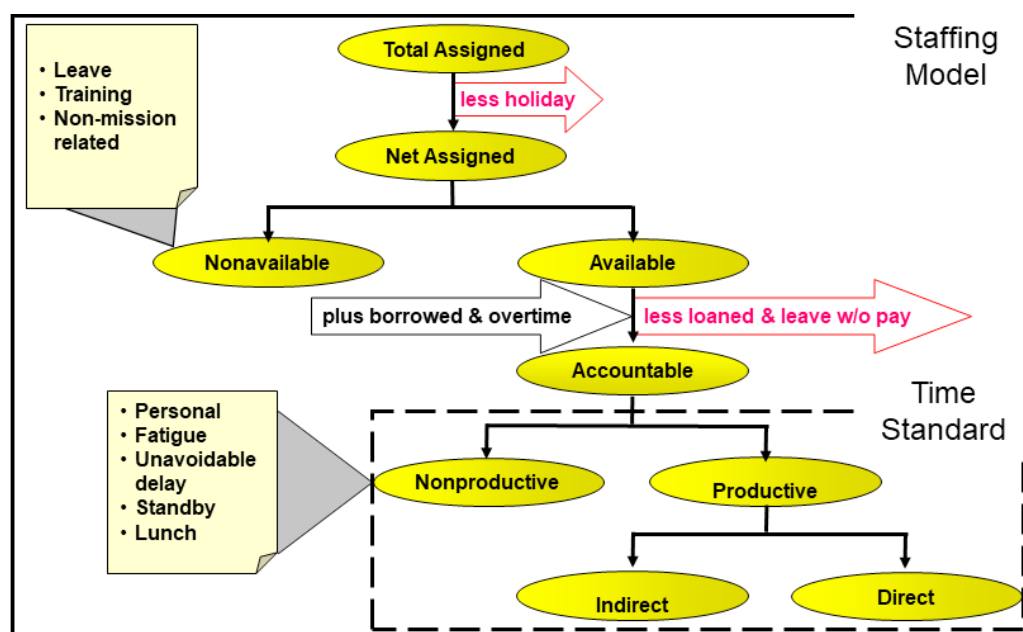 Staffing
Model
Total Assigned
• Leave
• Training
• Non-mission
related
less holiday
Net Assigned
Nonavailable
Available
plus borrowed & overtime
less loaned & leave w/o pay
Accountable
Time
Standard
• Personal
• Fatigue
• Unavoidable
delay
• Standby
• Lunch
Nonproductive
Productive
Indirect
Direct